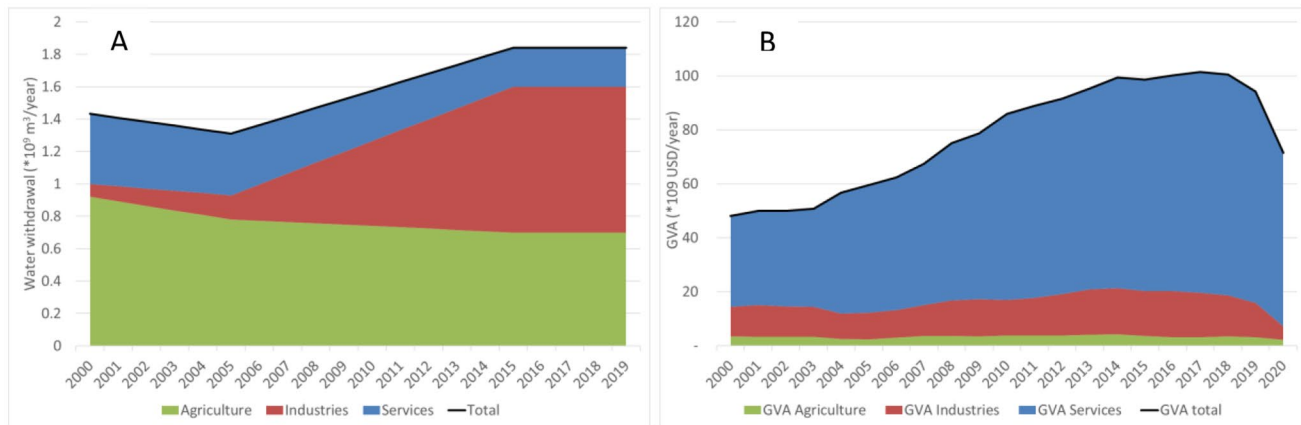 A
Water withdrawal (*10⁹ m³/year)
2
1.8
1.6
1.4
1.2
1
0.8
0.6
0.4
0.2
0
2000 2001 2002 2003 2004 2005 2006 2007 2008 2009 2010 2011 2012 2013 2014 2015 2016 2017 2018 2019
Agriculture Industries Services Total
B
GVA (*109 USD/year)
120
100
80
60
40
20
-
2000 2001 2002 2003 2004 2005 2006 2007 2008 2009 2010 2011 2012 2013 2014 2015 2016 2017 2018 2019 2020
GVA Agriculture GVA Industries GVA Services GVA total